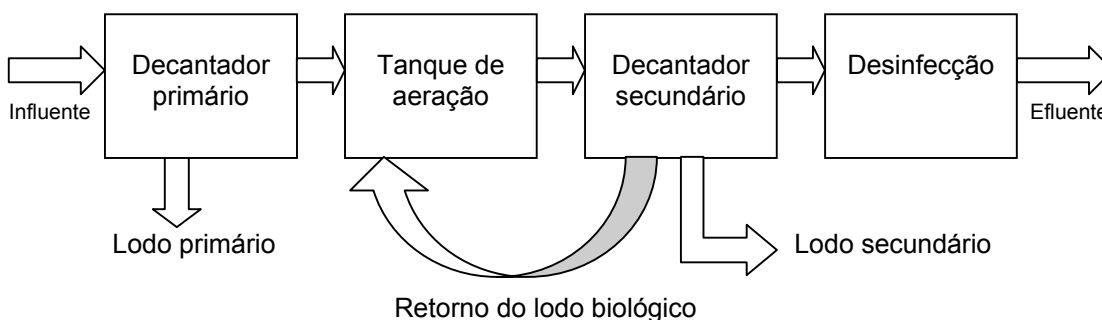 Influente
Decantador
primário
Tanque de
aeração
Decantador
secundário
Desinfecção
Efluente
Lodo primário
Lodo secundário
Retorno do lodo biológico